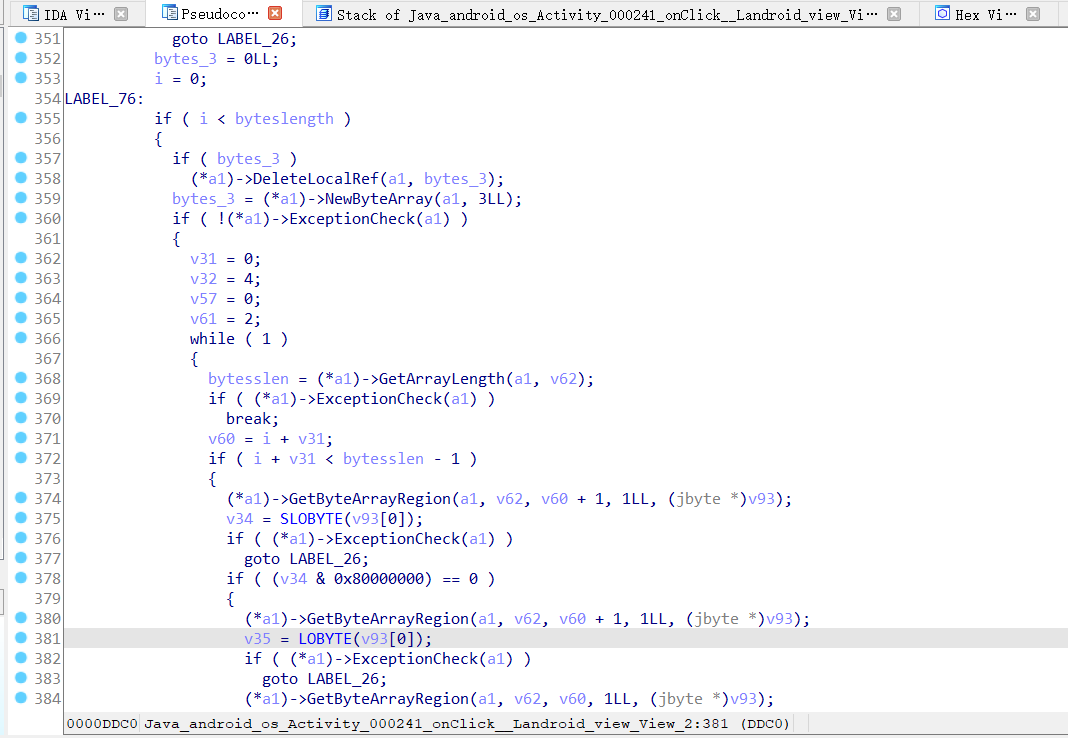 IDA Vi··· Pseudoco··· Stack of Java_android_os_Activity_000241_onClick__Landroid_view_Vi··· Hex Vi···
351 goto LABEL_26;
352 bytes_3 = 0LL;
353 i = 0;
354 LABEL_76:
355 if ( i < byteslength )
356 {
357 if ( bytes_3 )
358 (*a1)->DeleteLocalRef(a1, bytes_3);
359 bytes_3 = (*a1)->NewByteArray(a1, 3LL);
360 if ( !(*a1)->ExceptionCheck(a1) )
361 {
362 v31 = 0;
363 v32 = 4;
364 v57 = 0;
365 v61 = 2;
366 while ( 1 )
367 {
368 bytesslen = (*a1)->GetArrayLength(a1, v62);
369 if ( (*a1)->ExceptionCheck(a1) )
370 break;
371 v60 = i + v31;
372 if ( i + v31 < bytesslen - 1 )
373 {
374 (*a1)->GetByteArrayRegion(a1, v62, v60 + 1, 1LL, (jbyte *)v93);
375 v34 = SLOBYTE(v93[0]);
376 if ( (*a1)->ExceptionCheck(a1) )
377 goto LABEL_26;
378 if ( (v34 & 0x80000000) == 0 )
379 {
380 (*a1)->GetByteArrayRegion(a1, v62, v60 + 1, 1LL, (jbyte *)v93);
381 v35 = LOBYTE(v93[0]);
382 if ( (*a1)->ExceptionCheck(a1) )
383 goto LABEL_26;
384 (*a1)->GetByteArrayRegion(a1, v62, v60, 1LL, (jbyte *)v93);
0000DDC0 Java_android_os_Activity_000241_onClick__Landroid_view_View_2:381 (DDC0)